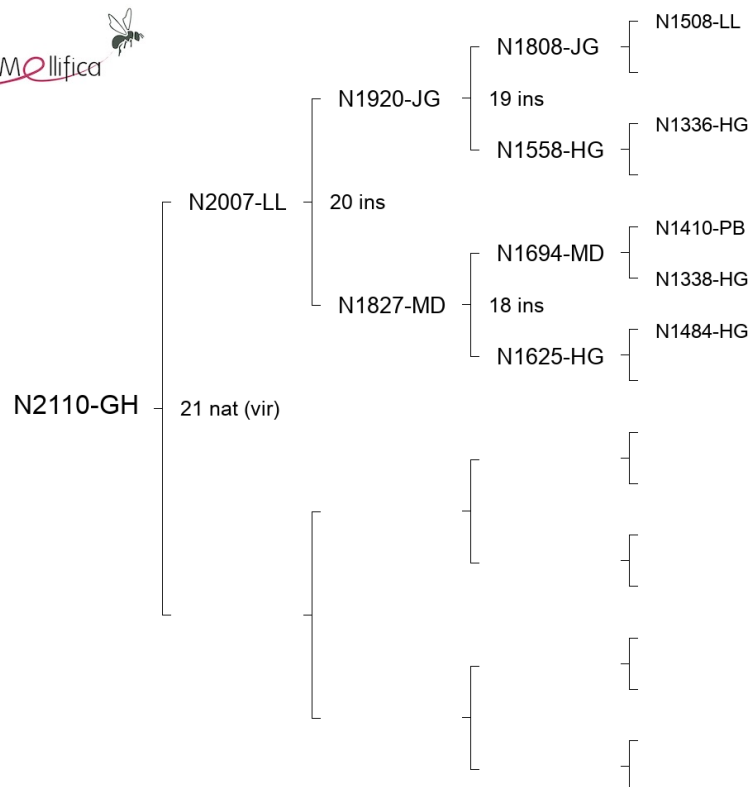 Mellifica
N1508-LL
N1808-JG
N1920-JG
19 ins
N1336-HG
N1558-HG
N2007-LL
20 ins
N1410-PB
N1694-MD
N1338-HG
N1827-MD
18 ins
N1484-HG
N1625-HG
N2110-GH
21 nat (vir)